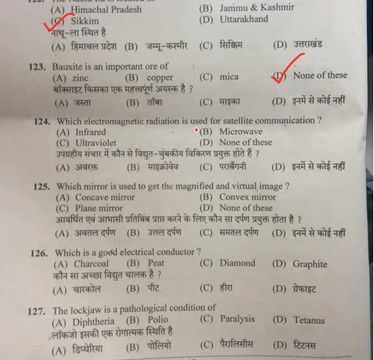 (A) Himachal Pradesh (B) Jammu & Kashmir
(C) Sikkim (D) Uttarakhand
नाथू-ला स्थित है
(A) हिमाचल प्रदेश (B) जम्मू-कश्मीर (C) सिक्किम (D) उत्तराखंड
123. Bauxite is an important ore of
(A) zinc (B) copper (C) mica (D) None of these
बॉक्साइट किसका एक महत्त्वपूर्ण अयस्क है ?
(A) जस्ता (B) ताँबा (C) माइका (D) इनमें से कोई नहीं
124. Which electromagnetic radiation is used for satellite communication ?
(A) Infrared (B) Microwave
(C) Ultraviolet (D) None of these
उपग्रहीय संचार में कौन से विद्युत-चुंबकीय विकिरण प्रयुक्त होते हैं ?
(A) अवरक्त (B) माइक्रोवेव (C) पराबैंगनी (D) इनमें से कोई नहीं
125. Which mirror is used to get the magnified and virtual image ?
(A) Concave mirror (B) Convex mirror
(C) Plane mirror (D) None of these
आवर्धित एवं आभासी प्रतिबिंब प्राप्त करने के लिए कौन सा दर्पण प्रयुक्त होता है ?
(A) अवतल दर्पण (B) उत्तल दर्पण (C) समतल दर्पण (D) इनमें से कोई नहीं
126. Which is a good electrical conductor ?
(A) Charcoal (B) Peat (C) Diamond (D) Graphite
कौन सा अच्छा विद्युत चालक है ?
(A) चारकोल (B) पीट (C) हीरा (D) ग्रेफाइट
127. The lockjaw is a pathological condition of
(A) Diphtheria (B) Polio (C) Paralysis (D) Tetanus
लॉकजो इसकी एक रोगात्मक स्थिति है
(A) डिप्थेरिया (B) पोलियो (C) पैरालीसीस (D) टिटनस